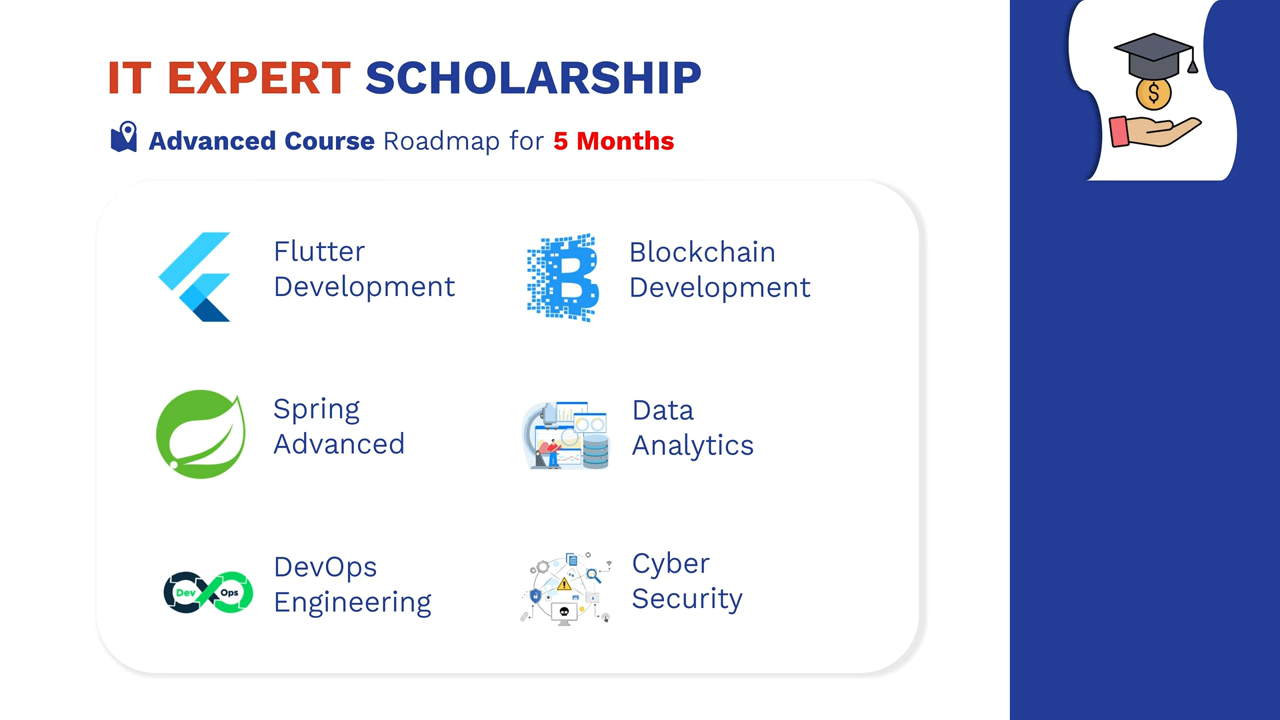 IT EXPERT SCHOLARSHIP
Advanced Course Roadmap for 5 Months
Flutter
Development
Blockchain
Development
Spring
Advanced
Data
Analytics
Dev Ops
DevOps
Engineering
Cyber
Security